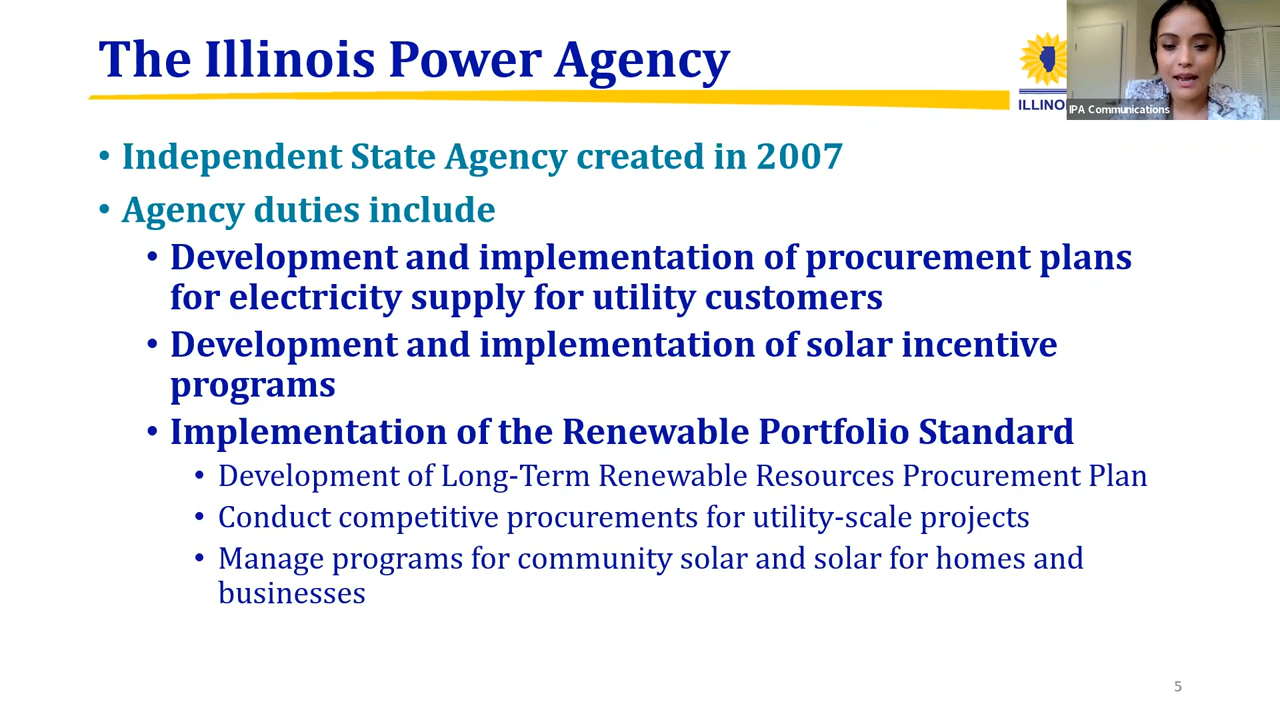 The Illinois Power Agency
ILLINO
IPA Communications
• Independent State Agency created in 2007
• Agency duties include
• Development and implementation of procurement plans
for electricity supply for utility customers
• Development and implementation of solar incentive
programs
• Implementation of the Renewable Portfolio Standard
• Development of Long-Term Renewable Resources Procurement Plan
• Conduct competitive procurements for utility-scale projects
• Manage programs for community solar and solar for homes and
businesses
5